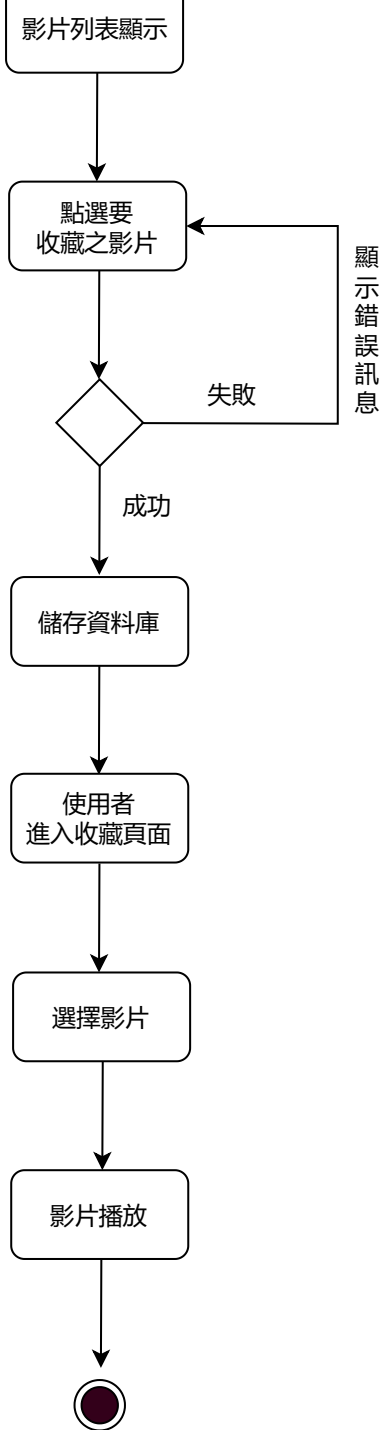 影片列表顯示
點選要
收藏之影片
顯示錯誤訊息
失敗
成功
儲存資料庫
使用者
進入收藏頁面
選擇影片
影片播放